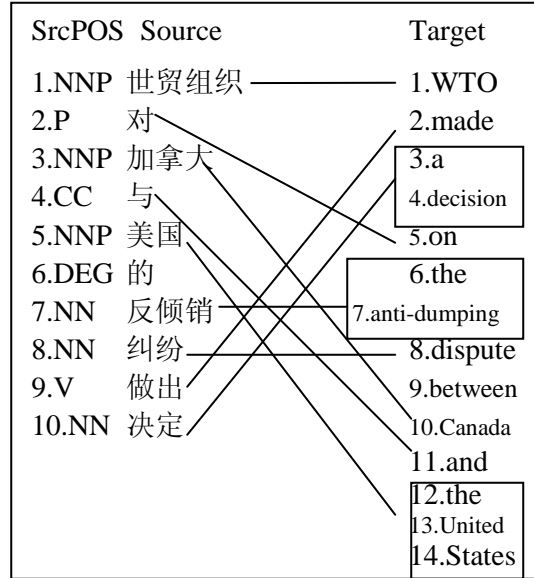 SrcPOS Source Target
1.NNP 世贸组织 1.WTO
2.P 对 2.made
3.NNP 加拿大 3.a
4.CC 与 4.decision
5.NNP 美国 5.on
6.DEG 的 6.the
7.NN 反倾销 7.anti-dumping
8.NN 纠纷 8.dispute
9.V 做出 9.between
10.NN 决定 10.Canada
11.and
12.the
13.United
14.States